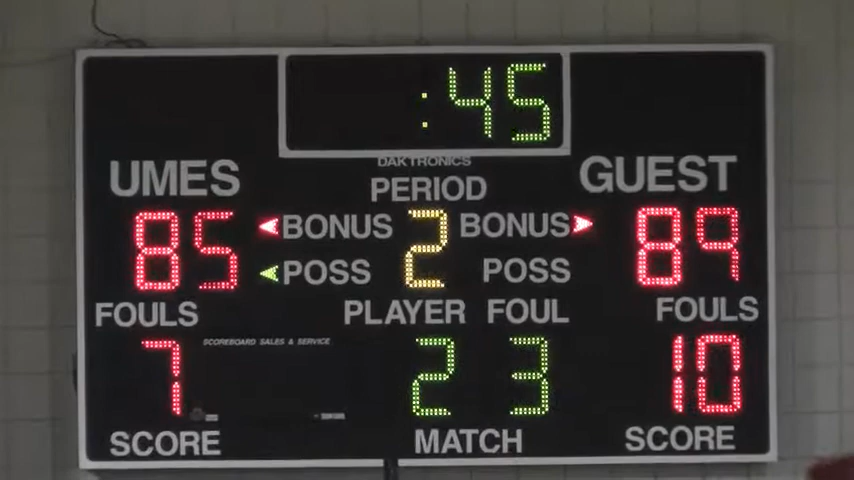 :45
DAKTRONICS
UMES PERIOD GUEST
85 BONUS 2 BONUS 89
POSS POSS
FOULS PLAYER FOUL FOULS
SCOREBOARD SALES & SERVICE
7 2 3 10
SCORE MATCH SCORE